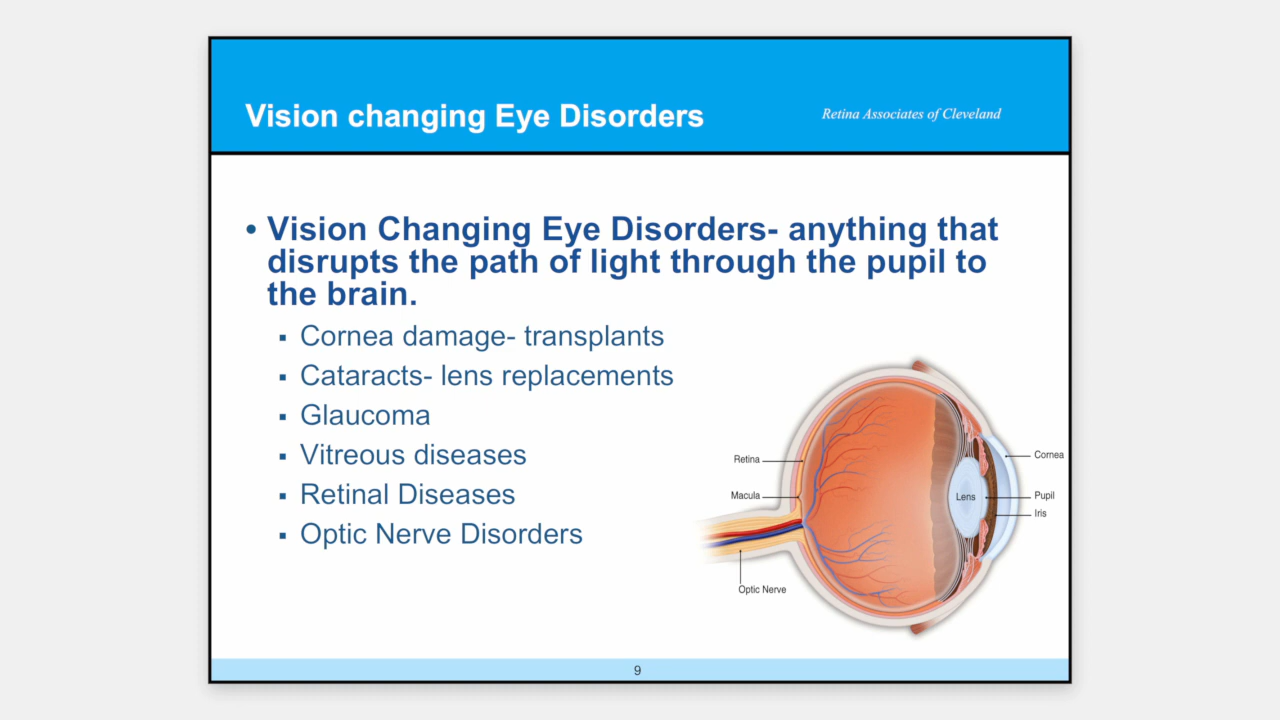 Vision changing Eye Disorders
Retina Associates of Cleveland
• Vision Changing Eye Disorders- anything that
disrupts the path of light through the pupil to
the brain.
▪ Cornea damage- transplants
▪ Cataracts- lens replacements
▪ Glaucoma
▪ Vitreous diseases
▪ Retinal Diseases
▪ Optic Nerve Disorders
Retina
Macula
Optic Nerve
Lens
Cornea
Pupil
Iris
9